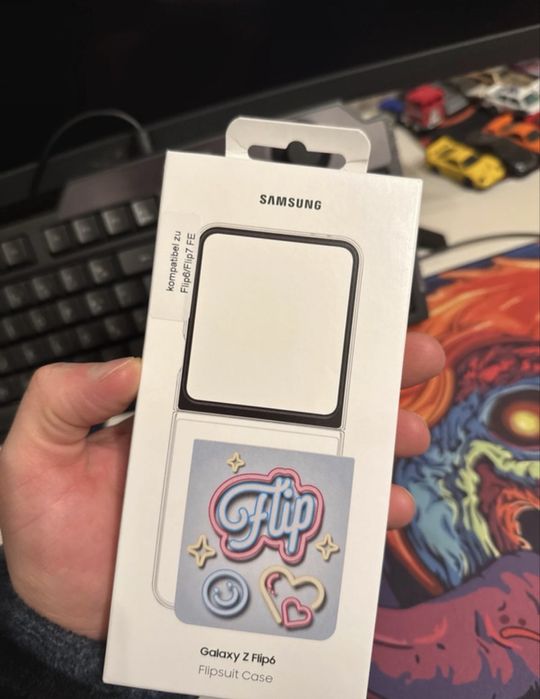 SAMSUNG
kompatibel zu
Flip6/Flip7 FE
Flip
Galaxy Z Flip6
Flipsuit Case